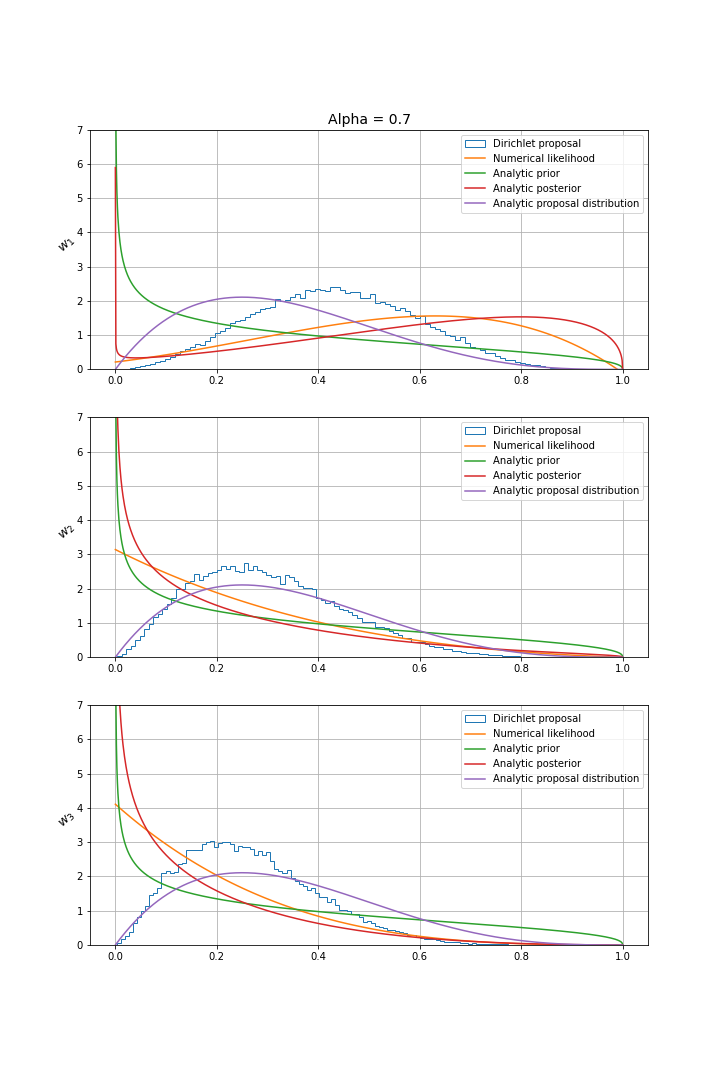 Alpha = 0.7
7
6
5
4
3
2
1
0
w1
Dirichlet proposal
Numerical likelihood
Analytic prior
Analytic posterior
Analytic proposal distribution
0.0 0.2 0.4 0.6 0.8 1.0
7
6
5
4
3
2
1
0
w2
Dirichlet proposal
Numerical likelihood
Analytic prior
Analytic posterior
Analytic proposal distribution
0.0 0.2 0.4 0.6 0.8 1.0
7
6
5
4
3
2
1
0
w3
Dirichlet proposal
Numerical likelihood
Analytic prior
Analytic posterior
Analytic proposal distribution
0.0 0.2 0.4 0.6 0.8 1.0